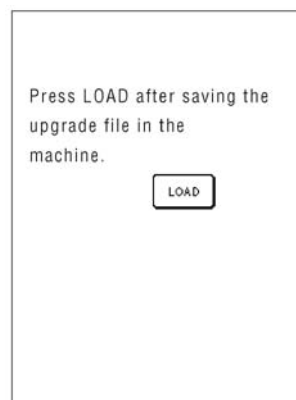 Press LOAD after saving the
upgrade file in the
machine.
LOAD